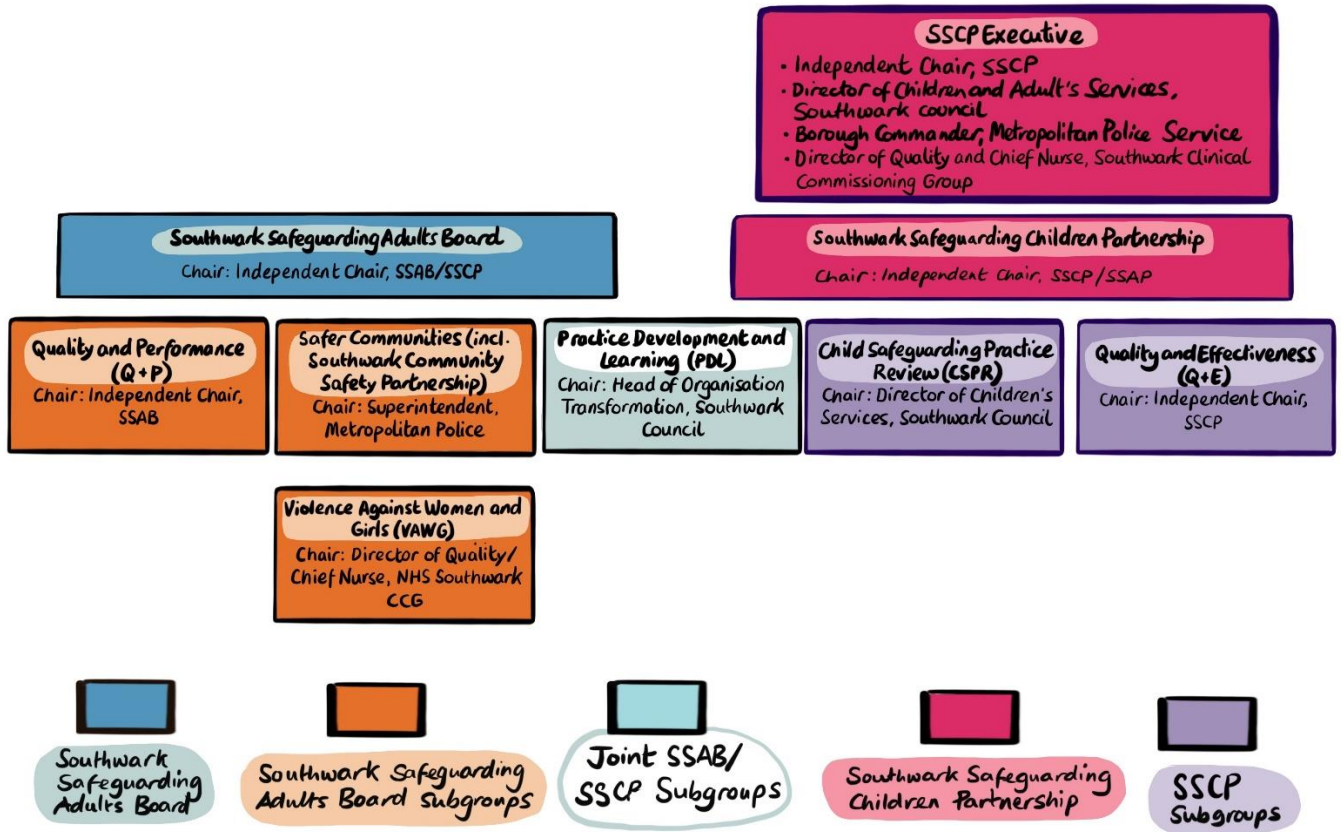 SSCP Executive
• Independent Chair, SSCP
• Director of Children and Adult's Services,
Southwark council
• Borough Commander, Metropolitan Police Service
• Director of Quality and Chief Nurse, Southwark Clinical
Commissioning Group
Southwark Safeguarding Adults Board
Chair: Independent Chair, SSAB/SSCP
Southwark Safeguarding Children Partnership
Chair: Independent Chair, SSCP/SSAP
Quality and Performance
(Q+P)
Chair: Independent Chair,
SSAB
Safer Communities (incl.
Southwark Community
Safety Partnership)
Chair: Superintendent,
Metropolitan Police
Practice Development and
Learning (PDL)
Chair: Head of Organisation
Transformation, Southwark
Council
Child Safeguarding Practice
Review (CSPR)
Chair: Director of Children's
Services, Southwark Council
Quality and Effectiveness
(Q+E)
Chair: Independent Chair,
SSCP
Violence Against Women and
Girls (VAWG)
Chair: Director of Quality/
Chief Nurse, NHS Southwark
CCG
Southwark
Safeguarding
Adults Board
Southwark Safeguarding
Adults Board Subgroups
Joint SSAB/
SSCP Subgroups
Southwark Safeguarding
Children Partnership
SSCP
Subgroups